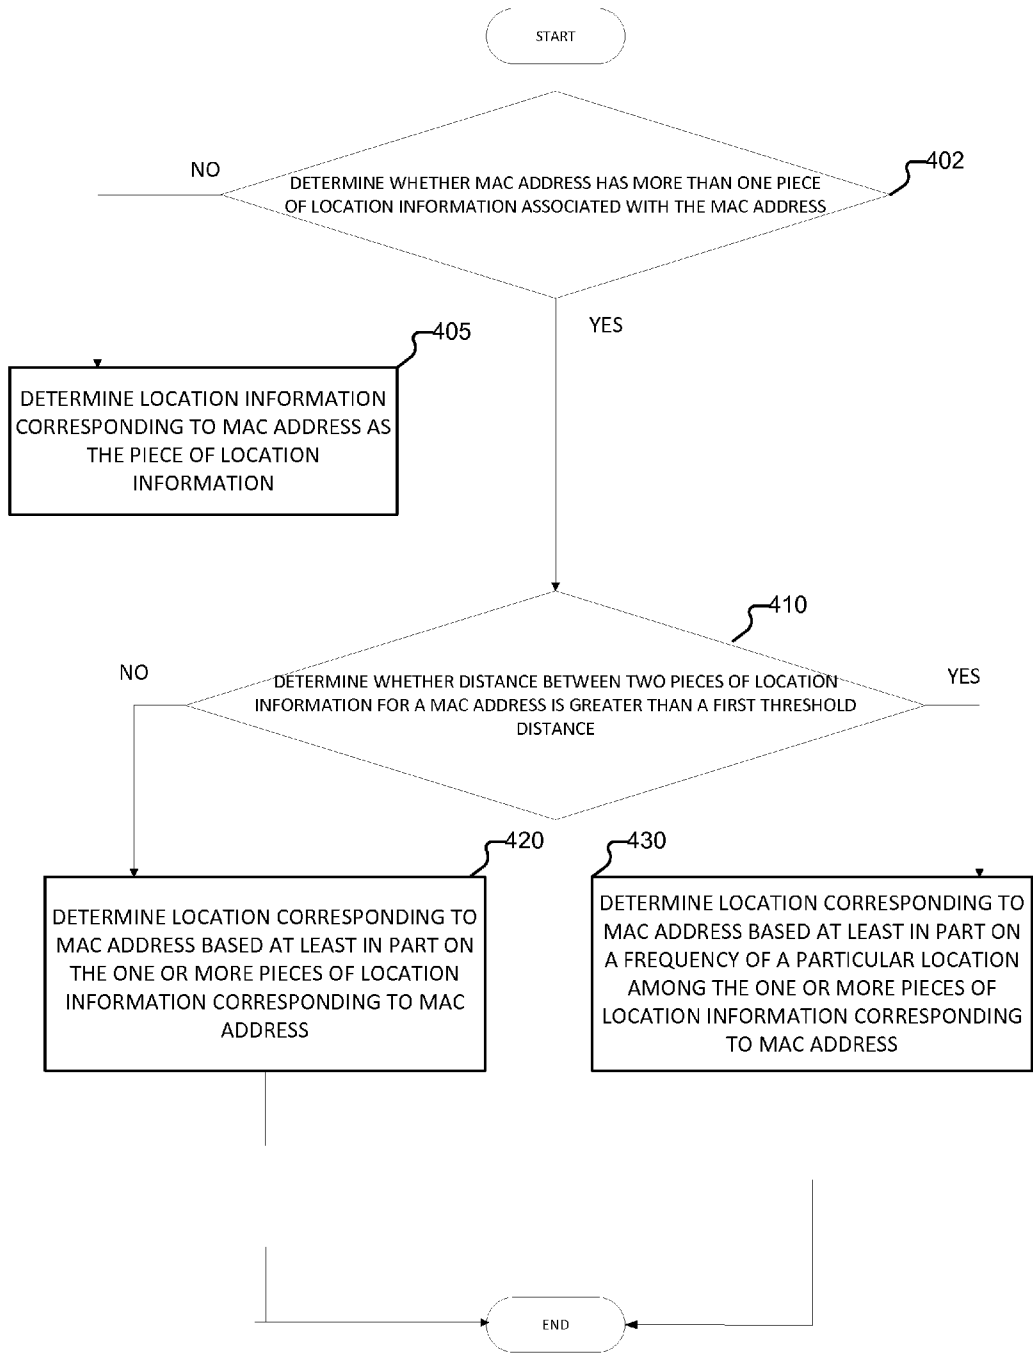 START
NO
402
DETERMINE WHETHER MAC ADDRESS HAS MORE THAN ONE PIECE
OF LOCATION INFORMATION ASSOCIATED WITH THE MAC ADDRESS
YES
405
DETERMINE LOCATION INFORMATION
CORRESPONDING TO MAC ADDRESS AS
THE PIECE OF LOCATION
INFORMATION
410
NO
YES
DETERMINE WHETHER DISTANCE BETWEEN TWO PIECES OF LOCATION
INFORMATION FOR A MAC ADDRESS IS GREATER THAN A FIRST THRESHOLD
DISTANCE
420
DETERMINE LOCATION CORRESPONDING TO
MAC ADDRESS BASED AT LEAST IN PART ON
THE ONE OR MORE PIECES OF LOCATION
INFORMATION CORRESPONDING TO MAC
ADDRESS
430
DETERMINE LOCATION CORRESPONDING TO
MAC ADDRESS BASED AT LEAST IN PART ON
A FREQUENCY OF A PARTICULAR LOCATION
AMONG THE ONE OR MORE PIECES OF
LOCATION INFORMATION CORRESPONDING
TO MAC ADDRESS
END